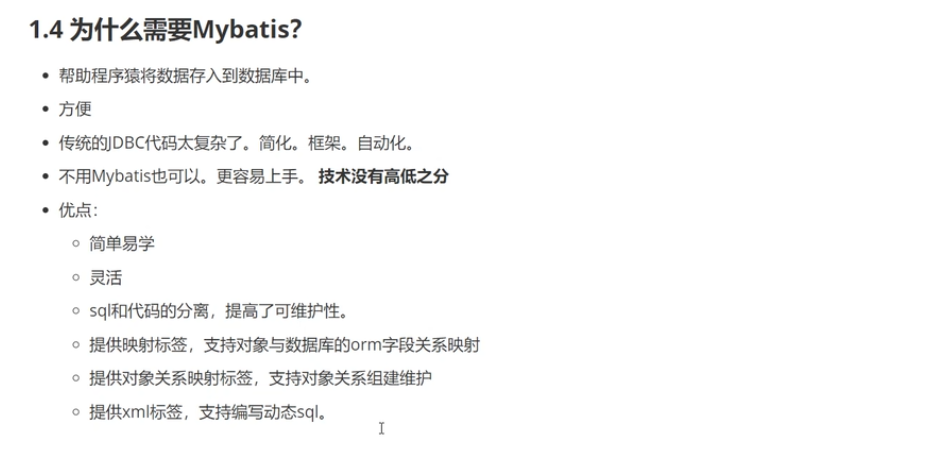 1.4 为什么需要Mybatis?
帮助程序猿将数据存入到数据库中。
方便
传统的JDBC代码太复杂了。简化。框架。自动化。
不用Mybatis也可以。更容易上手。 技术没有高低之分
优点：
简单易学
灵活
sql和代码的分离，提高了可维护性。
提供映射标签，支持对象与数据库的orm字段关系映射
提供对象关系映射标签，支持对象关系组建维护
提供xml标签，支持编写动态sql。